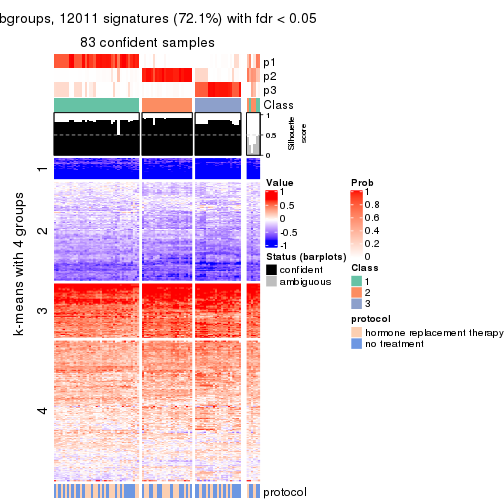 bgroups, 12011 signatures (72.1%) with fdr < 0.05
83 confident samples
p1
p2
p3
Class
1
0.5
0
Silhouette
score
k-means with 4 groups
1
2
3
4
protocol
Value
1
0.5
0
-0.5
-1
Status (barplots)
confident
ambiguous
Prob
1
0.8
0.6
0.4
0.2
0
Class
1
2
3
protocol
hormone replacement therapy
no treatment